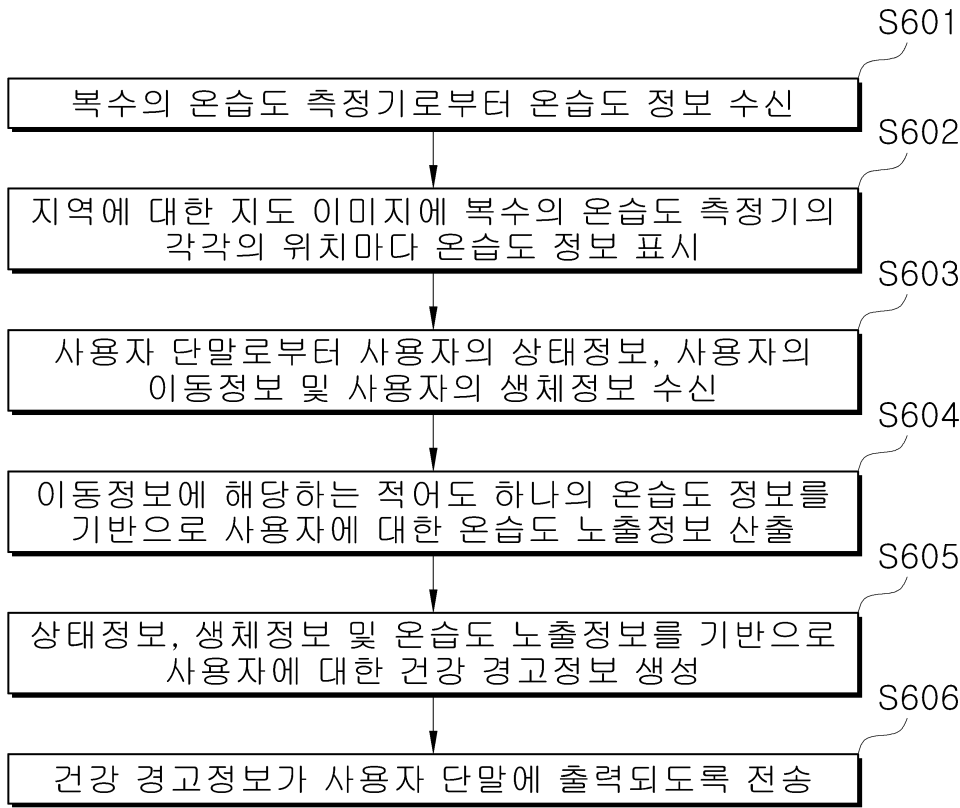 S601
복수의 온습도 측정기로부터 온습도 정보 수신
S602
지역에 대한 지도 이미지에 복수의 온습도 측정기의
각각의 위치마다 온습도 정보 표시
S603
사용자 단말로부터 사용자의 상태정보, 사용자의
이동정보 및 사용자의 생체정보 수신
S604
이동정보에 해당하는 적어도 하나의 온습도 정보를
기반으로 사용자에 대한 온습도 노출정보 산출
S605
상태정보, 생체정보 및 온습도 노출정보를 기반으로
사용자에 대한 건강 경고정보 생성
S606
건강 경고정보가 사용자 단말에 출력되도록 전송